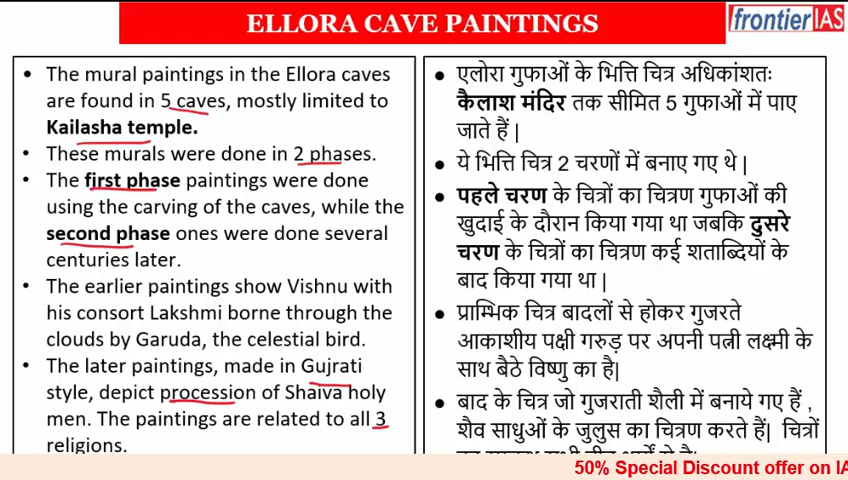 ELLORA CAVE PAINTINGS
frontierIAS
• The mural paintings in the Ellora caves
are found in 5 caves, mostly limited to
Kailasha temple.
• These murals were done in 2 phases.
• The first phase paintings were done
using the carving of the caves, while the
second phase ones were done several
centuries later.
• The earlier paintings show Vishnu with
his consort Lakshmi borne through the
clouds by Garuda, the celestial bird.
• The later paintings, made in Gujrati
style, depict procession of Shaiva holy
men. The paintings are related to all 3
religions.
● एलोरा गुफाओं के भित्ति चित्र अधिकांशतः
कैलाश मंदिर तक सीमित 5 गुफाओं में पाए
जाते हैं |
● ये भित्ति चित्र 2 चरणों में बनाए गए थे |
● पहले चरण के चित्रों का चित्रण गुफाओं की
खुदाई के दौरान किया गया था जबकि दुसरे
चरण के चित्रों का चित्रण कई शताब्दियों के
बाद किया गया था |
● प्राम्भिक चित्र बादलों से होकर गुजरते
आकाशीय पक्षी गरुड़ पर अपनी पत्नी लक्ष्मी के
साथ बैठे विष्णु का है|
● बाद के चित्र जो गुजराती शैली में बनाये गए हैं ,
शैव साधुओं के जुलुस का चित्रण करते हैं| चित्रों
50% Special Discount offer on IA